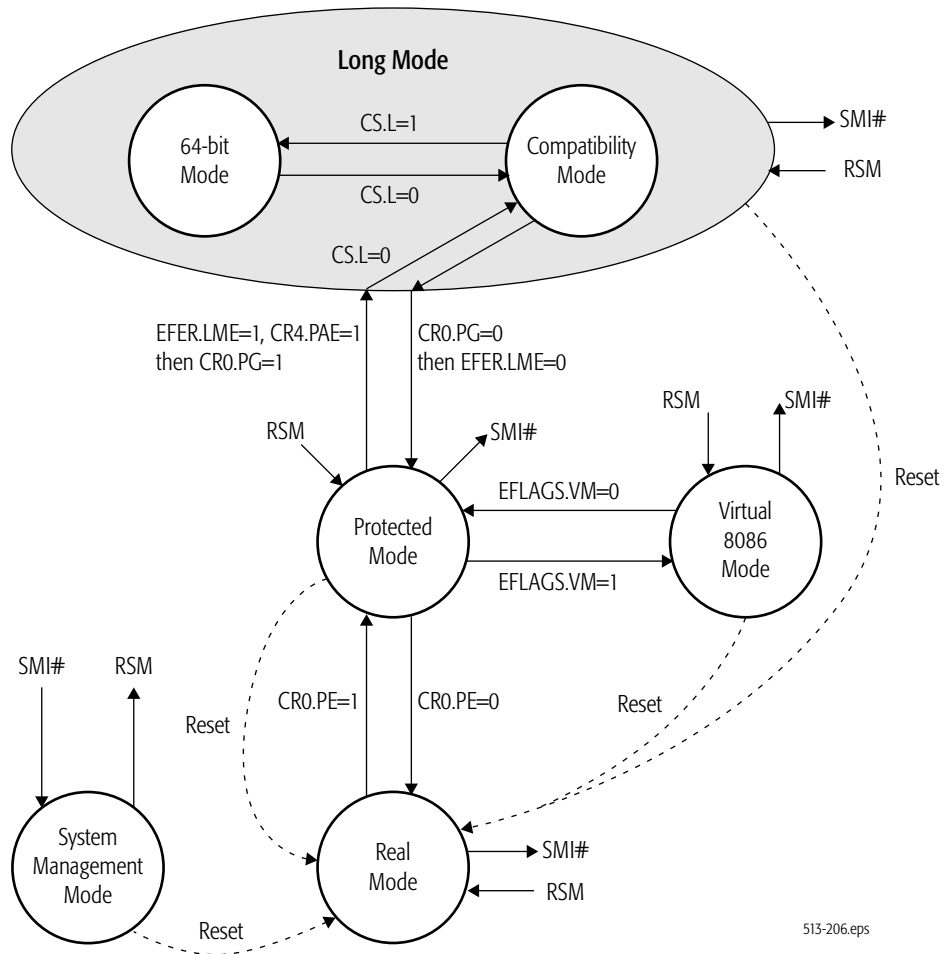 Long Mode
64-bit
Mode
CS.L=1
CS.L=0
Compatibility
Mode
SMI#
RSM
CS.L=0
EFER.LME=1, CR4.PAE=1
then CR0.PG=1
CR0.PG=0
then EFER.LME=0
RSM
SMI#
RSM
SMI#
Reset
Protected
Mode
EFLAGS.VM=0
EFLAGS.VM=1
Virtual
8086
Mode
SMI#
RSM
Reset
CR0.PE=1
CR0.PE=0
Reset
System
Management
Mode
Real
Mode
SMI#
RSM
Reset
513-206.eps